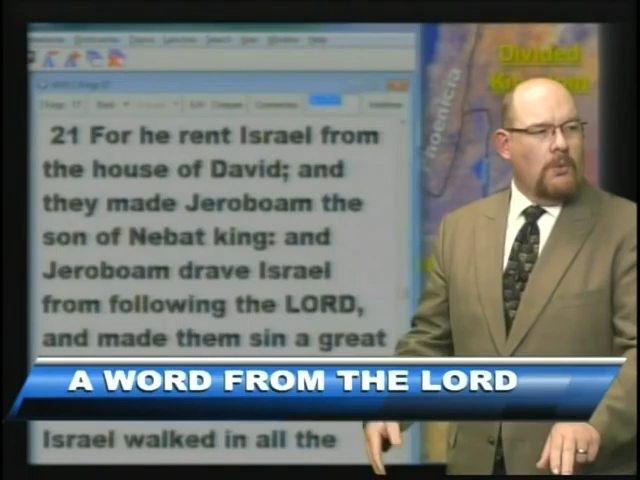 Divided
Kingdom
Phoenicia
21 For he rent Israel from
the house of David; and
they made Jeroboam the
son of Nebat king: and
Jeroboam drave Israel
from following the LORD,
and made them sin a great
A WORD FROM THE LORD
Israel walked in all the